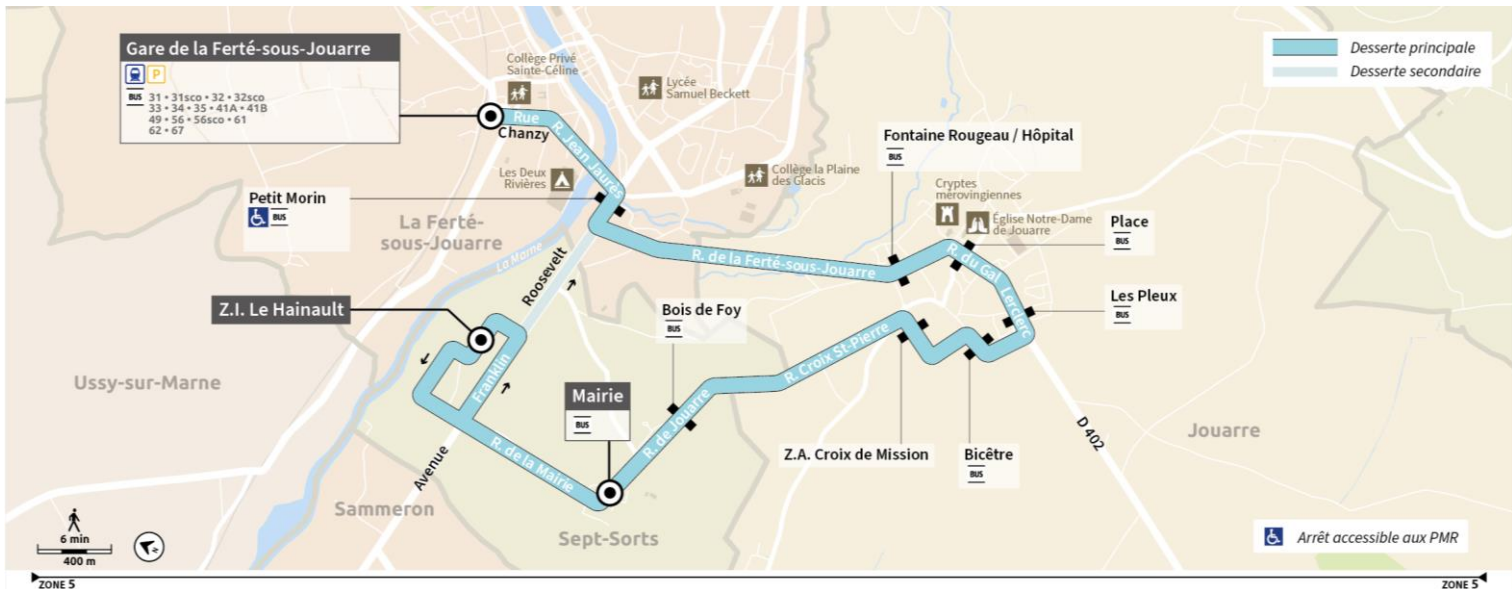 Gare de la Ferté-sous-Jouarre
P
BUS
31 • 31sco • 32 • 32sco
33 • 34 • 35 • 41A • 41B
49 • 56 • 56sco • 61
62 • 67
Collège Privé
Sainte-Céline
Lycée
Samuel Beckett
Desserte principale
Desserte secondaire
Rue
Chanzy
R. Jean Jaurès
Les Deux
Rivières
Collège la Plaine
des Glacis
Fontaine Rougeau / Hôpital
BUS
Petit Morin
BUS
La Ferté-
sous-Jouarre
La Marne
Cryptes
mérovingiennes
Église Notre-Dame
de Jouarre
Place
BUS
R. de la Ferté-sous-Jouarre
R. du Gal Lerclerc
Les Pleux
BUS
Z.I. Le Hainault
Avenue Franklin Roosevelt
Bois de Foy
BUS
R. Croix St-Pierre
Ussy-sur-Marne
Mairie
BUS
R. de Jouarre
R. de la Mairie
Z.A. Croix de Mission
Bicêtre
BUS
D 402
Jouarre
Sammeron
Sept-Sorts
6 min
400 m
N
Arrêt accessible aux PMR
ZONE 5
ZONE 5